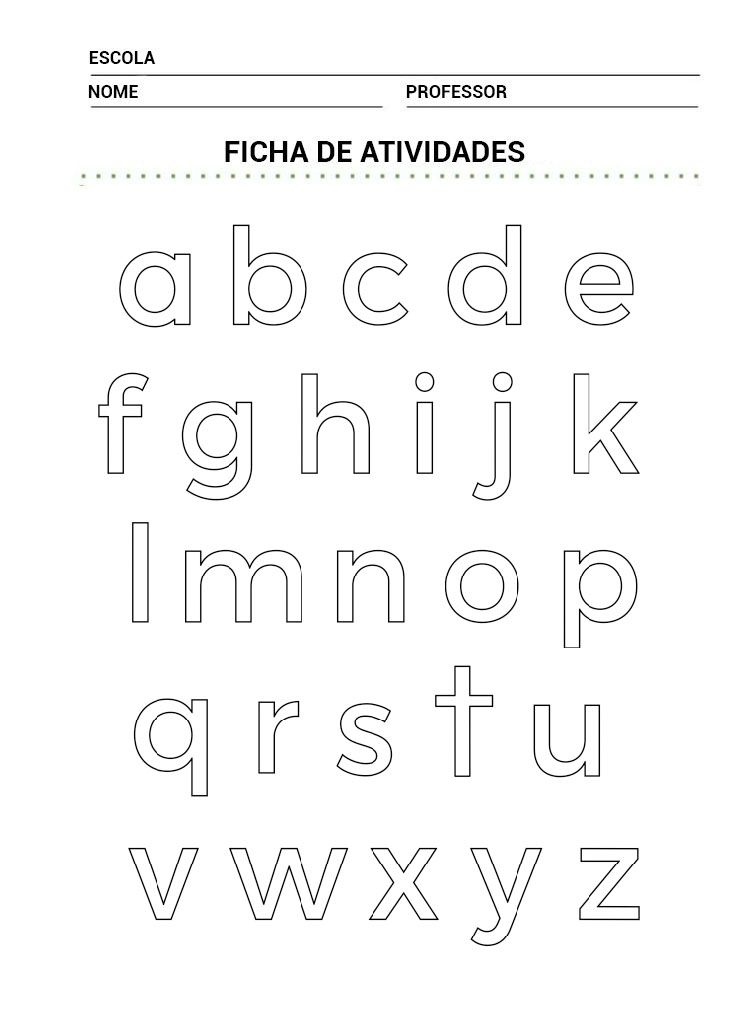 ESCOLA
NOME PROFESSOR
FICHA DE ATIVIDADES
a b c d e
f g h i j k
l m n o p
q r s t u
v w x y z